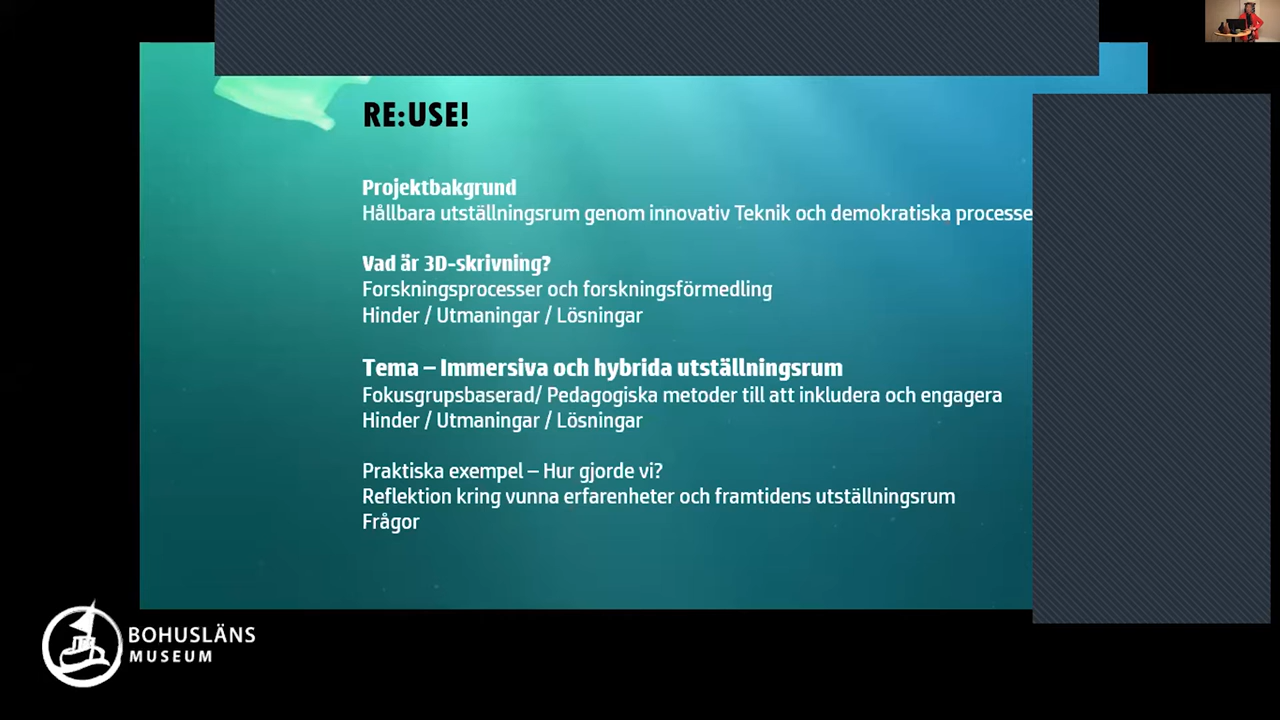 RE:USE!
Projektbakgrund
Hållbara utställningsrum genom innovativ Teknik och demokratiska
Vad är 3D-skrivning?
Forskningsprocesser och forskningsförmedling
Hinder / Utmaningar / Lösningar
Tema – Immersiva och hybrida utställningsrum
Fokusgrupsbaserad/ Pedagogiska metoder till att inkludera och engagera
Hinder / Utmaningar / Lösningar
Praktiska exempel – Hur gjorde vi?
Reflektion kring vunna erfarenheter och framtidens utställningsrum
Frågor
BOHUSLÄNS
MUSEUM